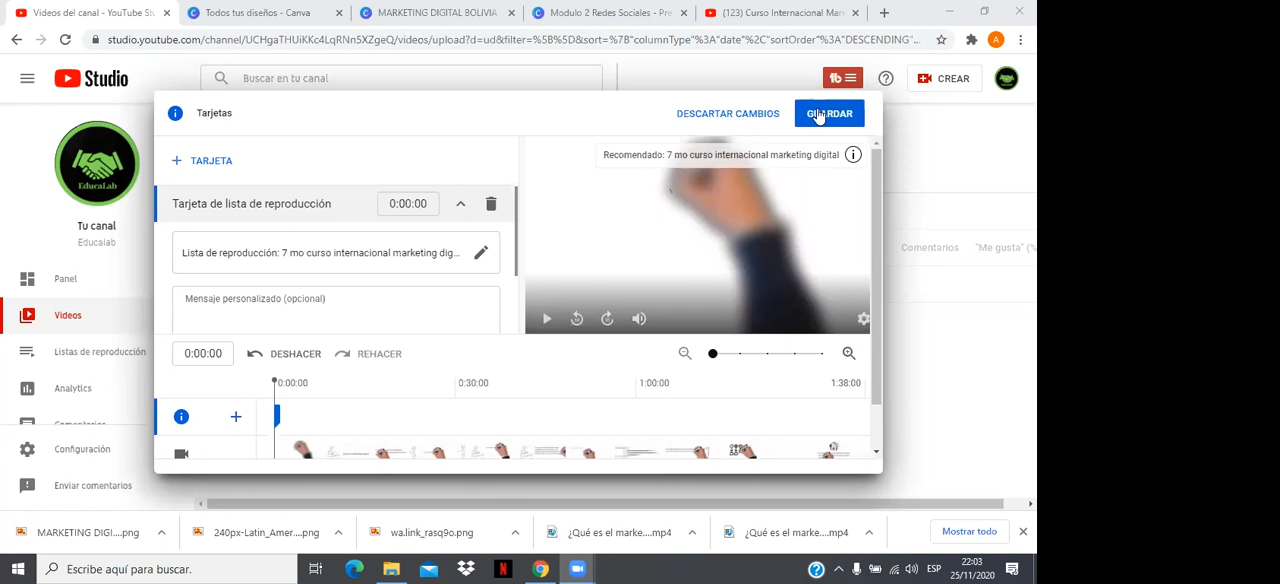 Videos del canal - YouTube St
Todos tus diseños - Canva
MARKETING DIGITAL BOLIVIA
Modulo 2 Redes Sociales - Pre
(123) Curso Internacional Mar
studio.youtube.com/channel/UCHgaTHUiKKc4LqRNn5XZgeQ/videos/upload?d=ud&filter=%5B%5D&sort=%7B"columnType"%3A"date"%2C"sortOrder"%3A"DESCENDING"...
A
Studio
Buscar en tu canal
tb
CREAR
Tarjetas
DESCARTAR CAMBIOS
GUARDAR
TARJETA
Recomendado: 7 mo curso internacional marketing digital
EducaLab
Tarjeta de lista de reproducción
0:00:00
Tu canal
Educalab
Lista de reproducción: 7 mo curso internacional marketing dig...
Comentarios
"Me gusta" (%
Panel
Mensaje personalizado (opcional)
Videos
Listas de reproducción
0:00:00
DESHACER
REHACER
Analytics
0:00:00
0:30:00
1:00:00
1:38:00
Comentarios
Configuración
Enviar comentarios
MARKETING DIGI....png
240px-Latin_Amer...png
wa.link_rasq9o.png
¿Qué es el marke....mp4
¿Qué es el marke....mp4
Mostrar todo
Escribe aquí para buscar.
ESP
22:03
25/11/2020